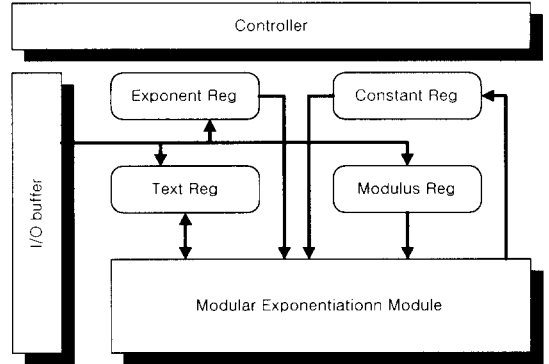 Controller
I/O buffer
Exponent Reg
Constant Reg
Text Reg
Modulus Reg
Modular Exponentiationn Module